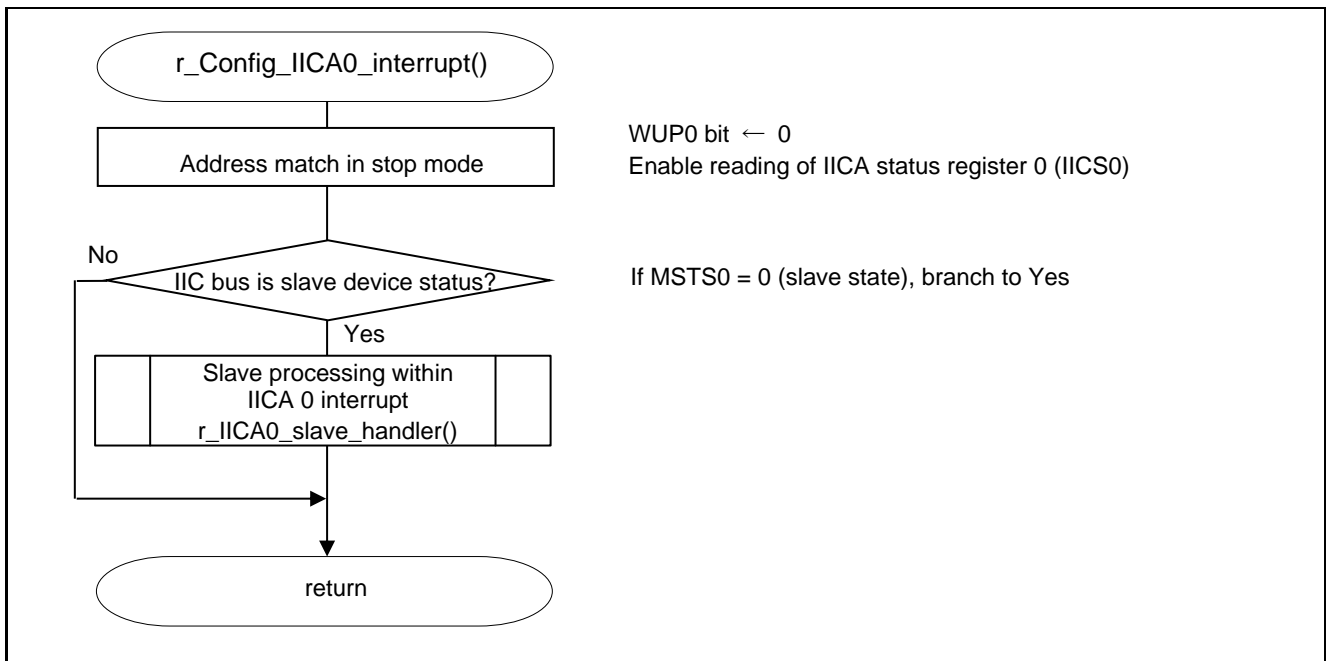 r_Config_IICA0_interrupt()
Address match in stop mode
WUP0 bit ← 0
Enable reading of IICA status register 0 (IICS0)
No
IIC bus is slave device status?
If MSTS0 = 0 (slave state), branch to Yes
Yes
Slave processing within
IICA 0 interrupt
r_IICA0_slave_handler()
return